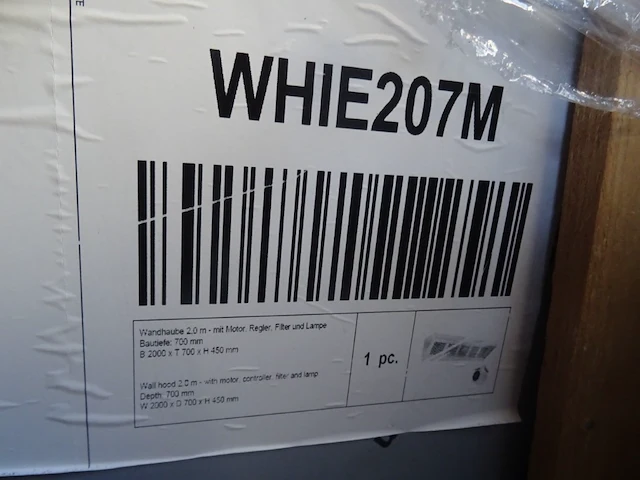 WHIE207M
Wandhaube 2.0 m - mit Motor, Regler, Filter und Lampe
Bautiefe: 700 mm
B 2000 x T 700 x H 450 mm
Wall hood 2.0 m - with motor, controller, filter and lamp
Depth: 700 mm
W 2000 x D 700 x H 450 mm
1 pc.